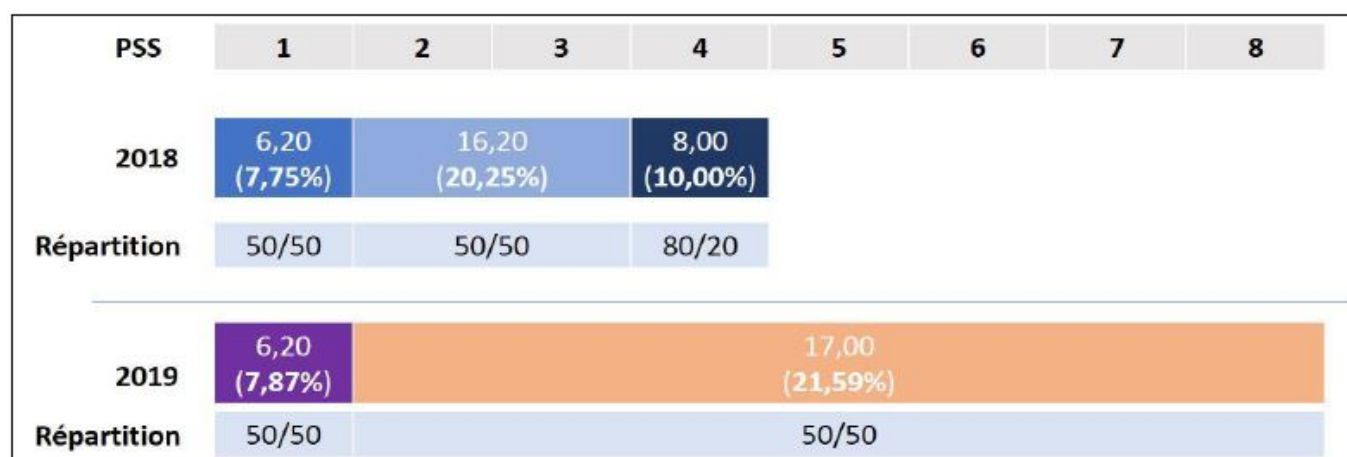 PSS 1 2 3 4 5 6 7 8
2018 6,20 16,20 8,00
(7,75%) (20,25%) (10,00%)
Répartition 50/50 50/50 80/20
2019 6,20 17,00
(7,87%) (21,59%)
Répartition 50/50 50/50